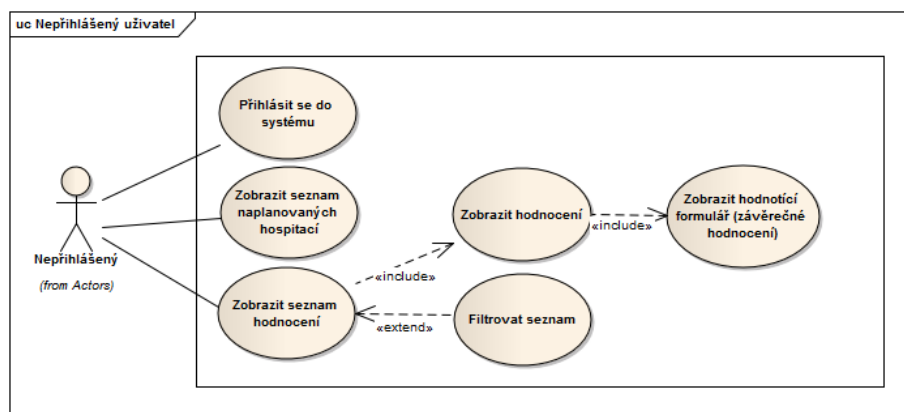 uc Nepřihlášený uživatel
Přihlásit se do
systému
Zobrazit seznam
naplanovaných
hospitací
Zobrazit hodnocení
«include»
Zobrazit hodnotící
formulář (závěrečné
hodnocení)
Nepřihlášený
(from Actors)
«include»
Zobrazit seznam
hodnocení
«extend»
Filtrovat seznam